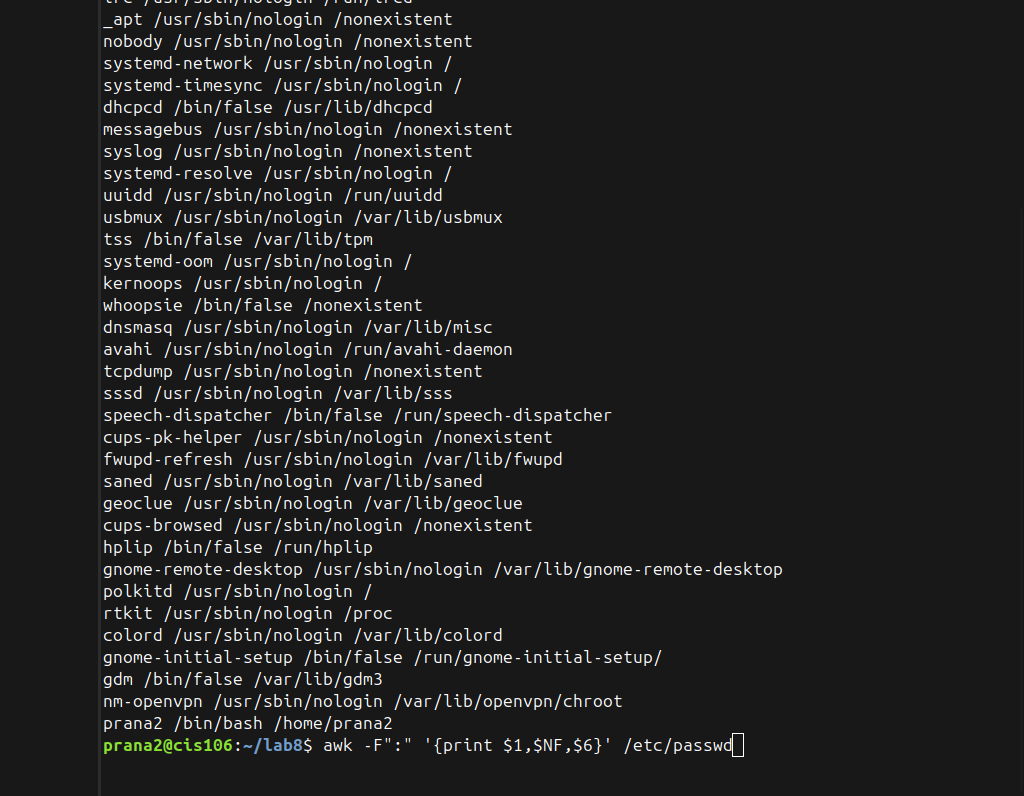 _apt /usr/sbin/nologin /nonexistent
nobody /usr/sbin/nologin /nonexistent
systemd-network /usr/sbin/nologin /
systemd-timesync /usr/sbin/nologin /
dhcpcd /bin/false /usr/lib/dhcpcd
messagebus /usr/sbin/nologin /nonexistent
syslog /usr/sbin/nologin /nonexistent
systemd-resolve /usr/sbin/nologin /
uuidd /usr/sbin/nologin /run/uuidd
usbmux /usr/sbin/nologin /var/lib/usbmux
tss /bin/false /var/lib/tpm
systemd-oom /usr/sbin/nologin /
kernoops /usr/sbin/nologin /
whoopsie /bin/false /nonexistent
dnsmasq /usr/sbin/nologin /var/lib/misc
avahi /usr/sbin/nologin /run/avahi-daemon
tcpdump /usr/sbin/nologin /nonexistent
sssd /usr/sbin/nologin /var/lib/sss
speech-dispatcher /bin/false /run/speech-dispatcher
cups-pk-helper /usr/sbin/nologin /nonexistent
fwupd-refresh /usr/sbin/nologin /var/lib/fwupd
saned /usr/sbin/nologin /var/lib/saned
geoclue /usr/sbin/nologin /var/lib/geoclue
cups-browsed /usr/sbin/nologin /nonexistent
hplip /bin/false /run/hplip
gnome-remote-desktop /usr/sbin/nologin /var/lib/gnome-remote-desktop
polkitd /usr/sbin/nologin /
rtkit /usr/sbin/nologin /proc
colord /usr/sbin/nologin /var/lib/colord
gnome-initial-setup /bin/false /run/gnome-initial-setup/
gdm /bin/false /var/lib/gdm3
nm-openvpn /usr/sbin/nologin /var/lib/openvpn/chroot
prana2 /bin/bash /home/prana2
prana2@cis106:~/lab8$ awk -F":" '{print $1,$NF,$6}' /etc/passwd